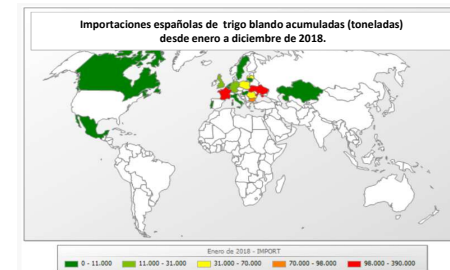 Importaciones españolas de trigo blando acumuladas (toneladas)
desde enero a diciembre de 2018.
Enero de 2018 - IMPORT
0 - 11.000 11.000 - 31.000 31.000 - 70.000 70.000 - 98.000 98.000 - 390.000